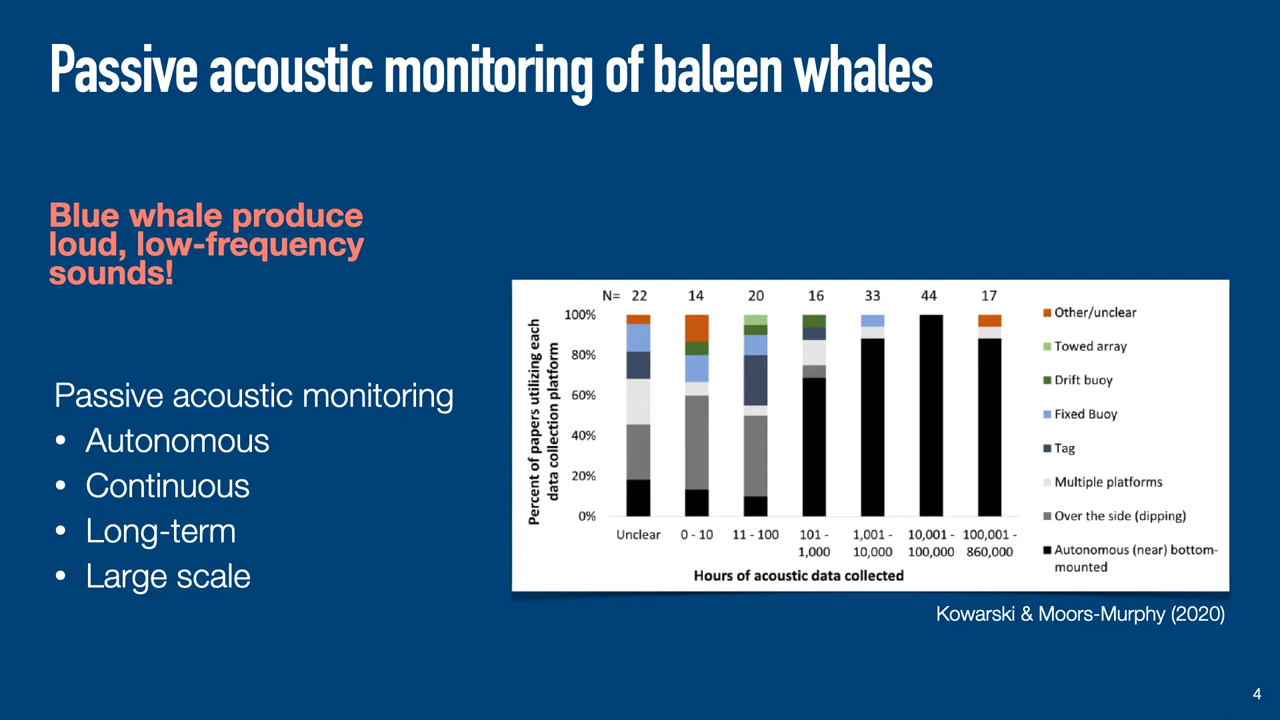 Passive acoustic monitoring of baleen whales
Blue whale produce
loud, low-frequency
sounds!
Passive acoustic monitoring
• Autonomous
• Continuous
• Long-term
• Large scale
N= 22 14 20 16 33 44 17
Percent of papers utilizing each
data collection platform
100%
80%
60%
40%
20%
0%
Unclear 0 - 10 11 - 100 101 - 1,001 - 10,001 - 100,001 -
1,000 10,000 100,000 860,000
Hours of acoustic data collected
Other/unclear
Towed array
Drift buoy
Fixed Buoy
Tag
Multiple platforms
Over the side (dipping)
Autonomous (near) bottom-
mounted
Kowarski & Moors-Murphy (2020)
4